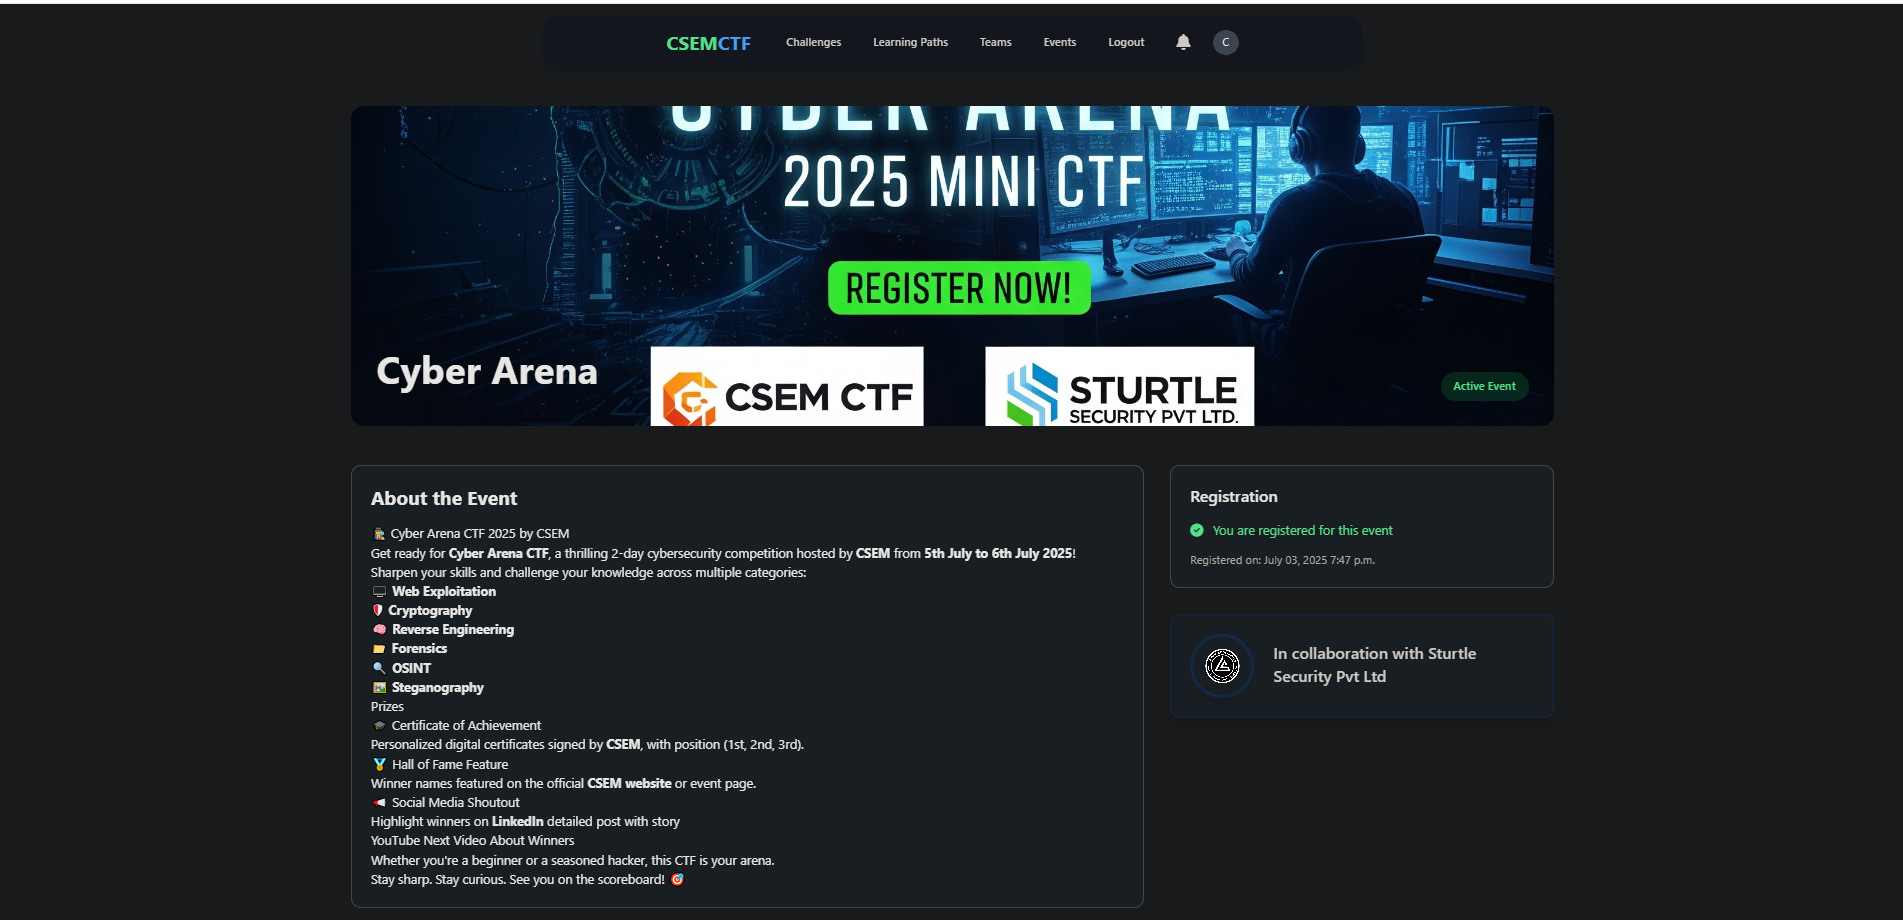 CSEMCTF
Challenges
Learning Paths
Teams
Events
Logout
C
CYBER ARENA
2025 MINI CTF
REGISTER NOW!
Cyber Arena
CSEM CTF
STURTLE
SECURITY PVT LTD.
Active Event
About the Event
Cyber Arena CTF 2025 by CSEM
Get ready for Cyber Arena CTF, a thrilling 2-day cybersecurity competition hosted by CSEM from 5th July to 6th July 2025!
Sharpen your skills and challenge your knowledge across multiple categories:
Web Exploitation
Cryptography
Reverse Engineering
Forensics
OSINT
Steganography
Prizes
Certificate of Achievement
Personalized digital certificates signed by CSEM, with position (1st, 2nd, 3rd).
Hall of Fame Feature
Winner names featured on the official CSEM website or event page.
Social Media Shoutout
Highlight winners on LinkedIn detailed post with story
YouTube Next Video About Winners
Whether you're a beginner or a seasoned hacker, this CTF is your arena.
Stay sharp. Stay curious. See you on the scoreboard!
Registration
You are registered for this event
Registered on: July 03, 2025 7:47 p.m.
In collaboration with Sturtle
Security Pvt Ltd